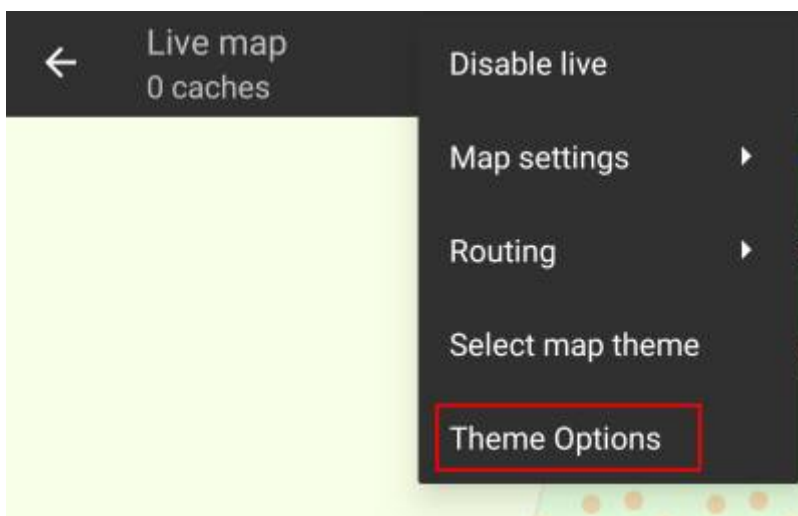 Live map
0 caches
Disable live
Map settings
Routing
Select map theme
Theme Options